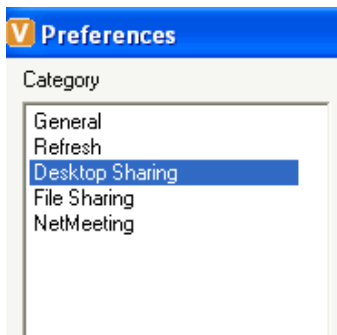 V Preferences
Category
General
Refresh
Desktop Sharing
File Sharing
NetMeeting